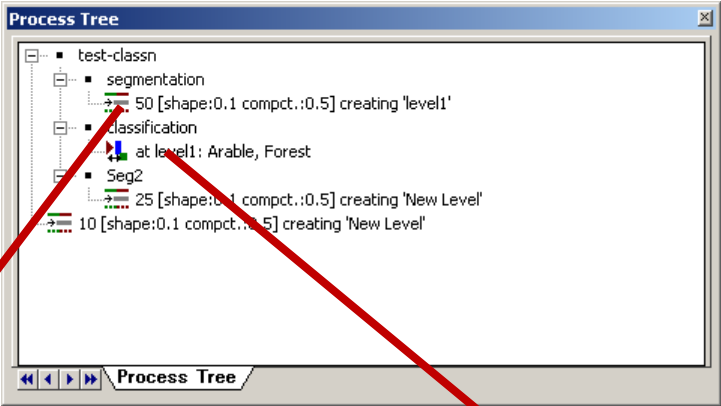 Process Tree
test-classn
segmentation
50 [shape:0.1 compct.:0.5] creating 'level1'
classification
at level1: Arable, Forest
Seg2
25 [shape:0.1 compct.:0.5] creating 'New Level'
10 [shape:0.1 compct.:0.5] creating 'New Level'
Process Tree